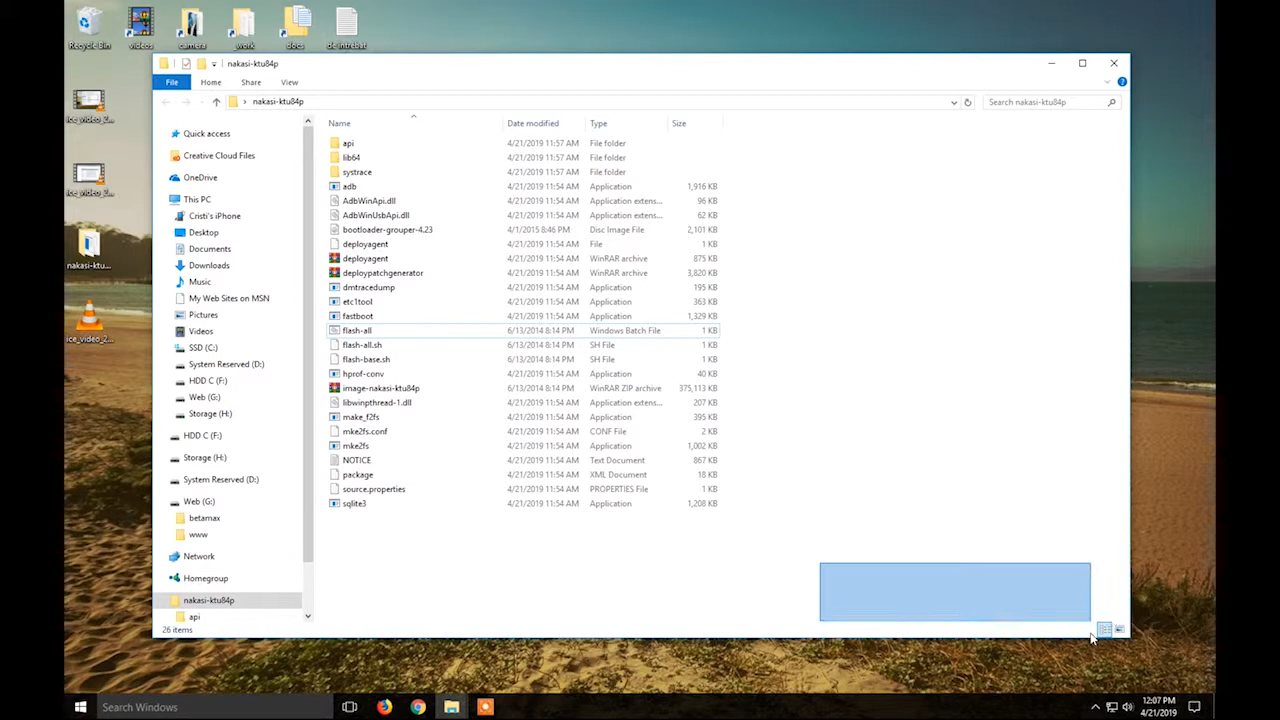 Recycle Bin
videos
camera
_work
docs
de intrebat
ice_video_2...
ice_video_2...
nakasi-ktu...
ice_video_2...
nakasi-ktu84p
File Home Share View
nakasi-ktu84p
Search nakasi-ktu84p
Quick access
Creative Cloud Files
OneDrive
This PC
Cristi's iPhone
Desktop
Documents
Downloads
Music
My Web Sites on MSN
Pictures
Videos
SSD (C:)
System Reserved (D:)
HDD C (F:)
Web (G:)
Storage (H:)
HDD C (F:)
Storage (H:)
System Reserved (D:)
Web (G:)
betamax
www
Network
Homegroup
nakasi-ktu84p
api
Name Date modified Type Size
api 4/21/2019 11:57 AM File folder
lib64 4/21/2019 11:57 AM File folder
systrace 4/21/2019 11:57 AM File folder
adb 4/21/2019 11:54 AM Application 1,916 KB
AdbWinApi.dll 4/21/2019 11:54 AM Application extens... 96 KB
AdbWinUsbApi.dll 4/21/2019 11:54 AM Application extens... 62 KB
bootloader-grouper-4.23 4/1/2015 8:46 PM Disc Image File 2,101 KB
deployagent 4/21/2019 11:54 AM File 1 KB
deployagent 4/21/2019 11:54 AM WinRAR archive 875 KB
deploypatchgenerator 4/21/2019 11:54 AM WinRAR archive 3,820 KB
dmtracedump 4/21/2019 11:54 AM Application 195 KB
etc1tool 4/21/2019 11:54 AM Application 363 KB
fastboot 4/21/2019 11:54 AM Application 1,329 KB
flash-all 6/13/2014 8:14 PM Windows Batch File 1 KB
flash-all.sh 6/13/2014 8:14 PM SH File 1 KB
flash-base.sh 6/13/2014 8:14 PM SH File 1 KB
hprof-conv 4/21/2019 11:54 AM Application 40 KB
image-nakasi-ktu84p 6/13/2014 8:14 PM WinRAR ZIP archive 375,113 KB
libwinpthread-1.dll 4/21/2019 11:54 AM Application extens... 207 KB
make_f2fs 4/21/2019 11:54 AM Application 395 KB
mke2fs.conf 4/21/2019 11:54 AM CONF File 2 KB
mke2fs 4/21/2019 11:54 AM Application 1,002 KB
NOTICE 4/21/2019 11:54 AM Text Document 867 KB
package 4/21/2019 11:54 AM XML Document 18 KB
source.properties 4/21/2019 11:54 AM PROPERTIES File 1 KB
sqlite3 4/21/2019 11:54 AM Application 1,208 KB
26 items
Search Windows
12:07 PM
4/21/2019